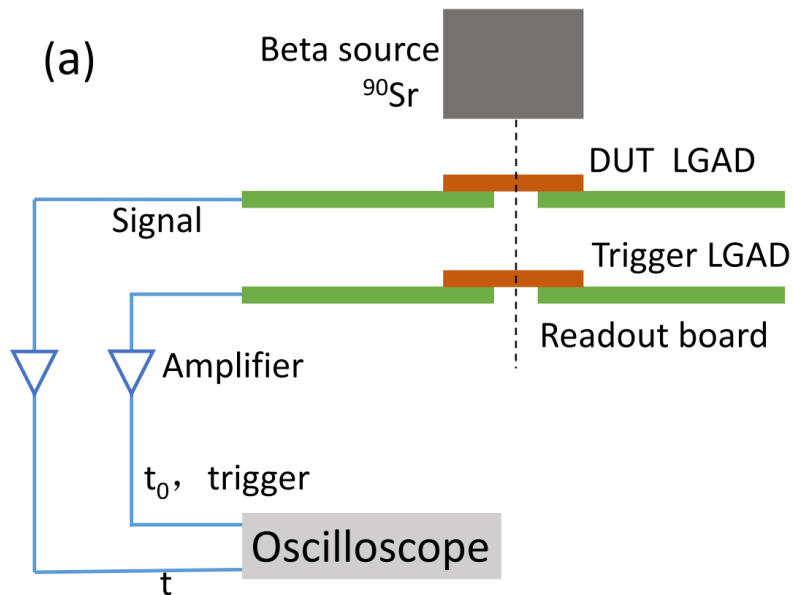 (a)
Beta source
⁹⁰Sr
DUT LGAD
Signal
Trigger LGAD
Readout board
Amplifier
t₀, trigger
Oscilloscope
t